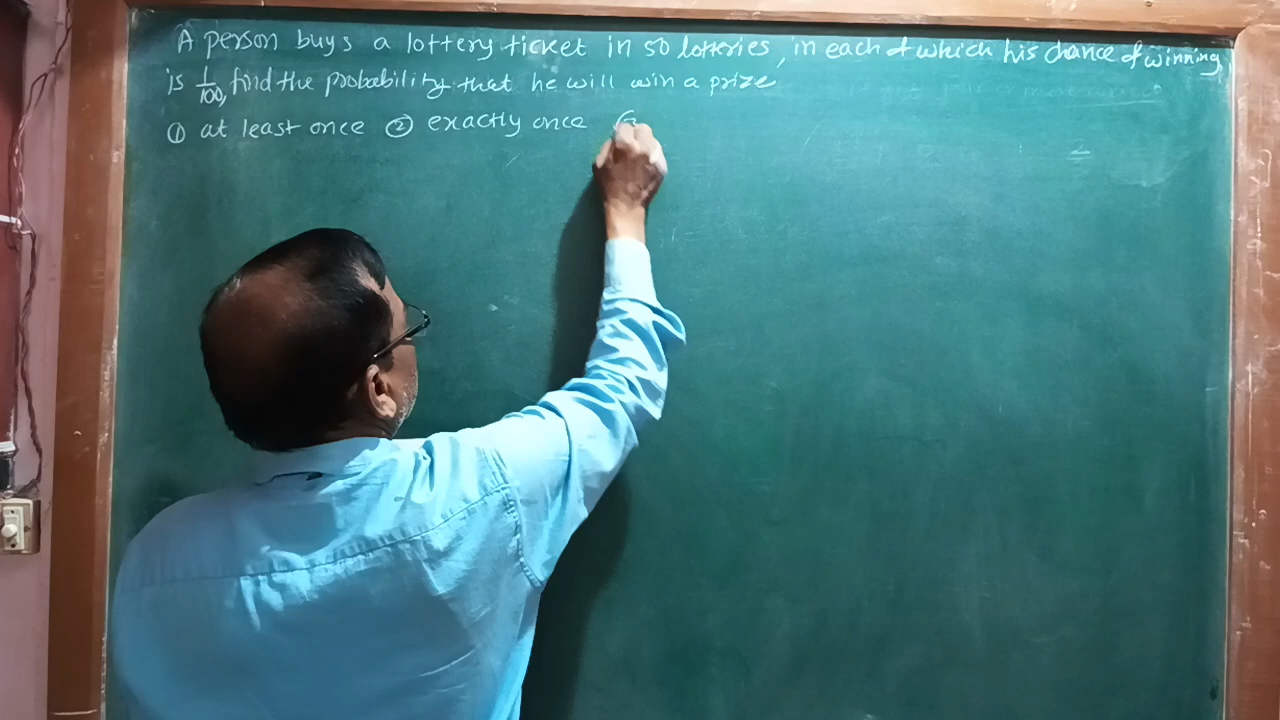 A person buys a lottery ticket in 50 lotteries, in each of which his chance of winning
is 1/100, find the probability that he will win a prize
① at least once ② exactly once